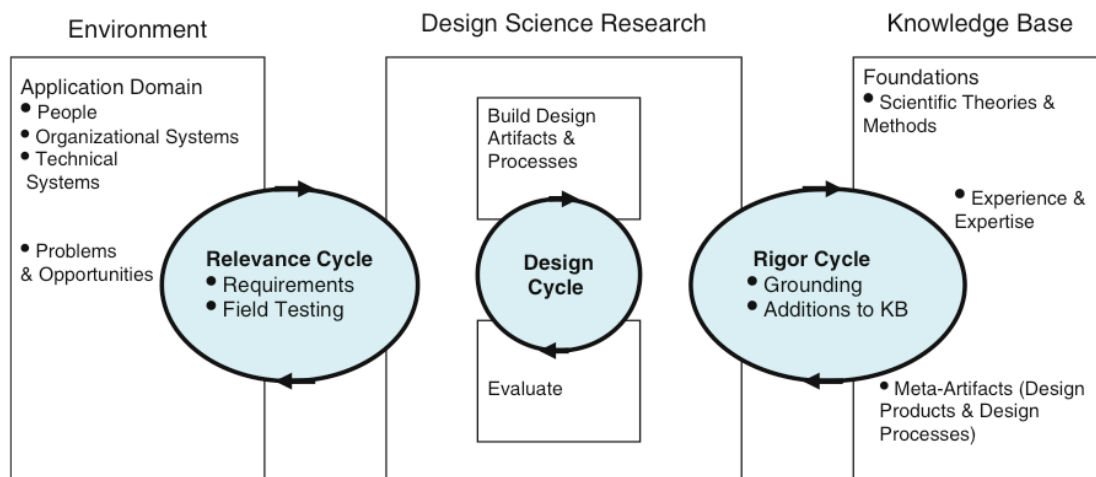 Environment
Design Science Research
Knowledge Base
Application Domain
● People
● Organizational Systems
● Technical
Systems
● Problems
& Opportunities
Relevance Cycle
● Requirements
● Field Testing
Build Design
Artifacts &
Processes
Design
Cycle
Evaluate
Rigor Cycle
● Grounding
● Additions to KB
Foundations
● Scientific Theories &
Methods
● Experience &
Expertise
● Meta-Artifacts (Design
Products & Design
Processes)